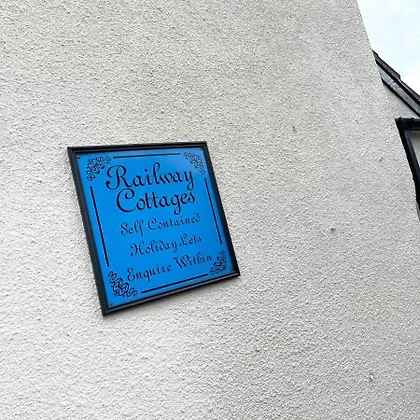 Railway
Cottages
Self Contained
Holiday Lets
Enquire Within